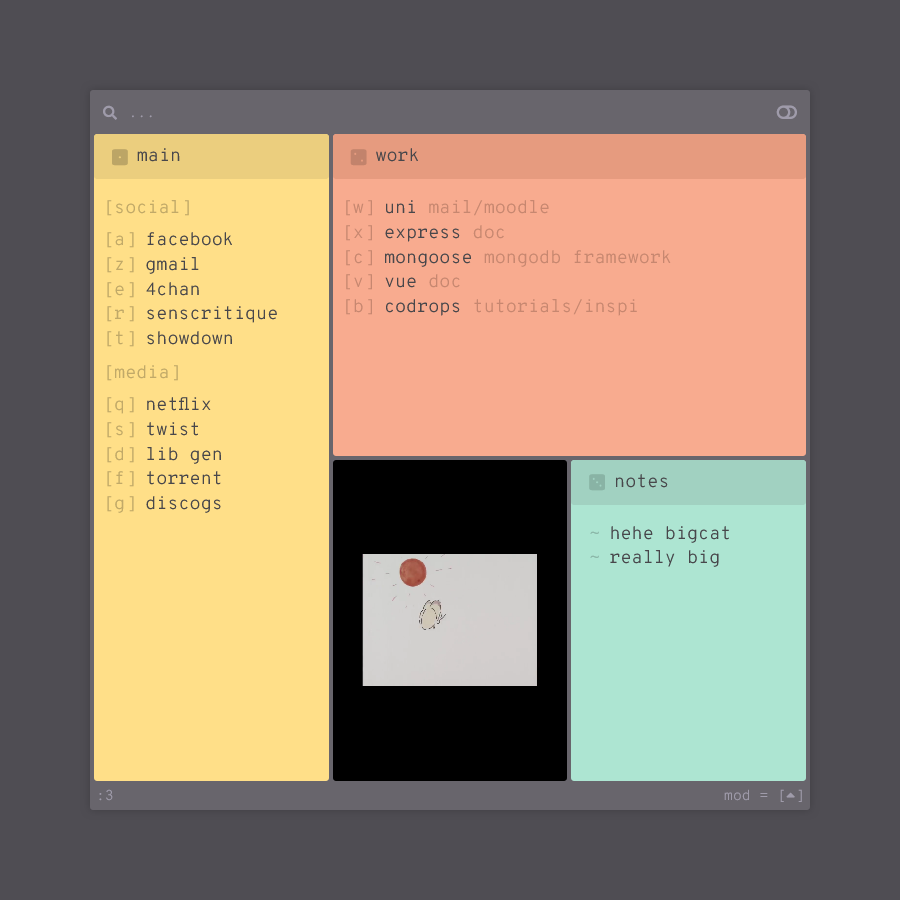 ...
main
[social]
[a] facebook
[z] gmail
[e] 4chan
[r] senscritique
[t] showdown
[media]
[q] netflix
[s] twist
[d] lib gen
[f] torrent
[g] discogs
work
[w] uni mail/moodle
[x] express doc
[c] mongoose mongodb framework
[v] vue doc
[b] codrops tutorials/inspi
notes
~ hehe bigcat
~ really big
:3
mod = [⏶]